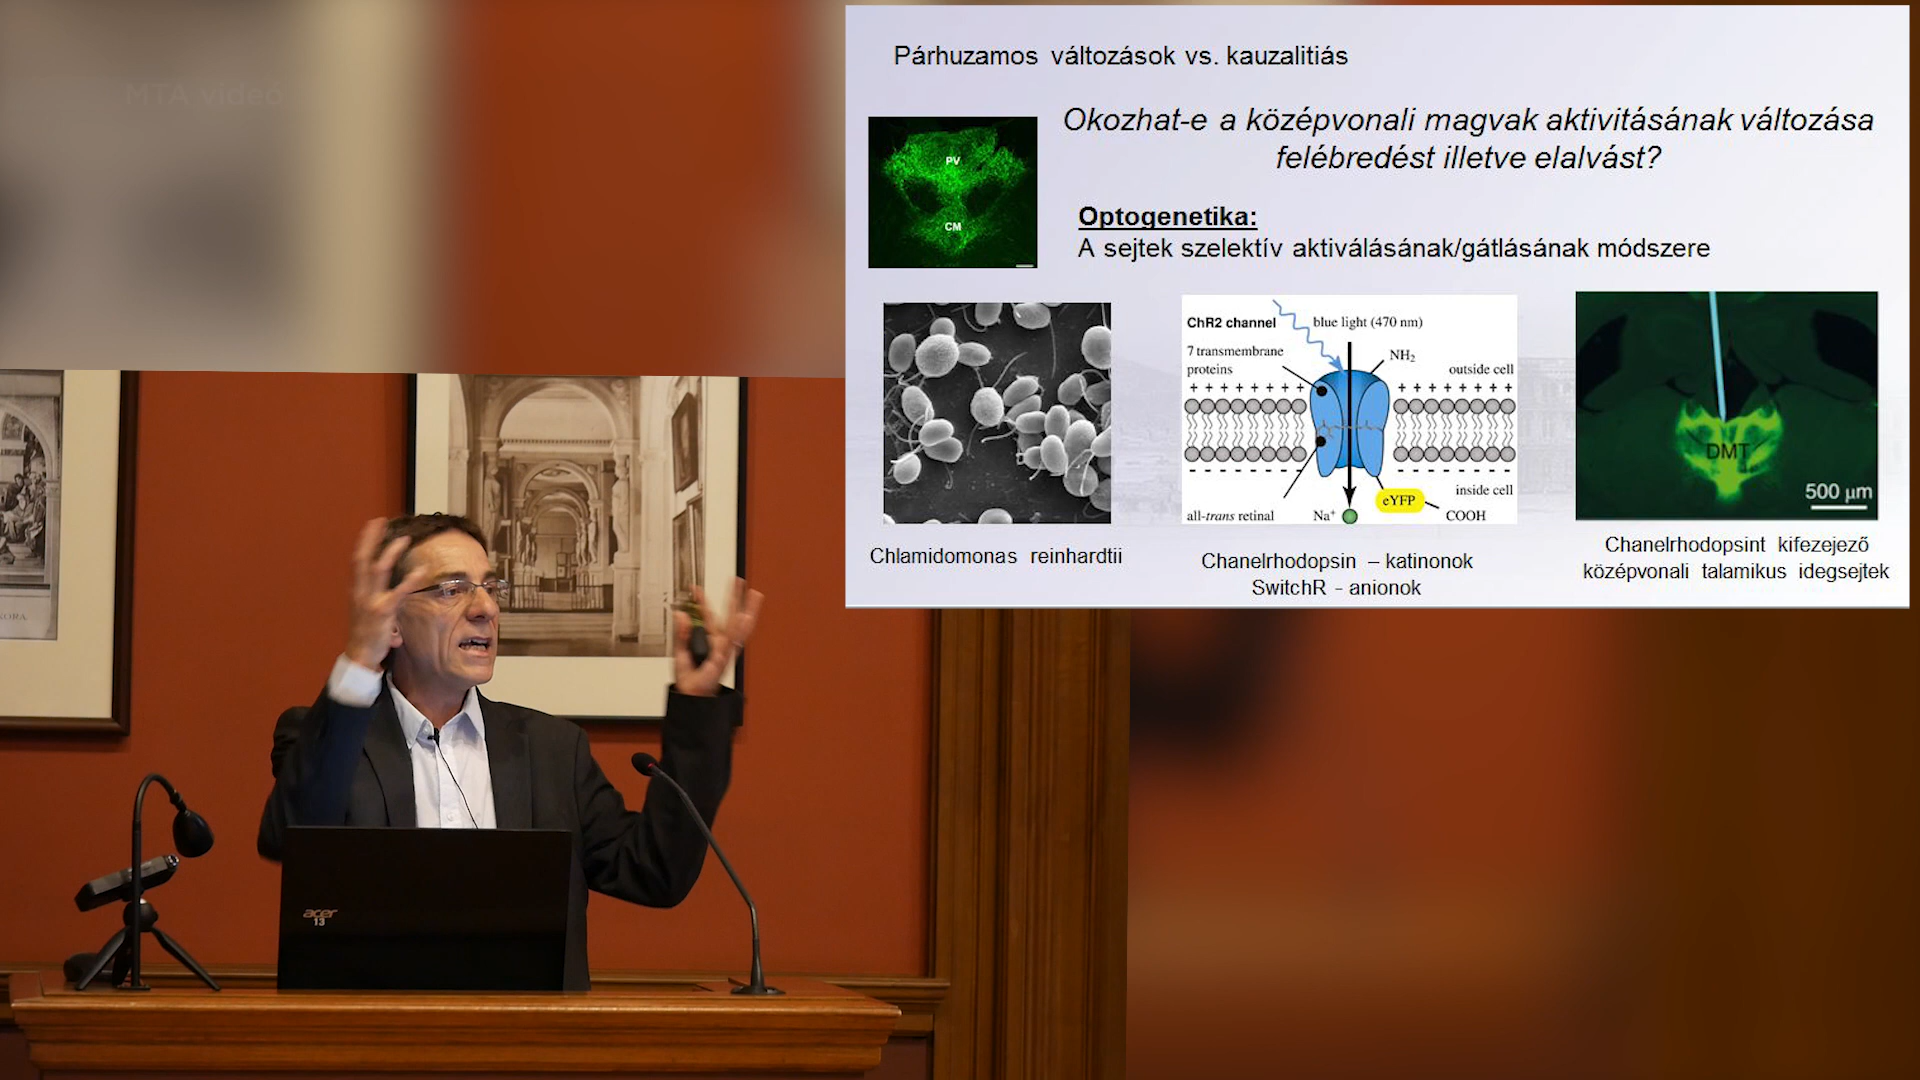 MTA videó
Párhuzamos változások vs. kauzalitiás
Okozhat-e a középvonali magvak aktivitásának változása
felébredést illetve elalvást?
PV
CM
Optogenetika:
A sejtek szelektív aktiválásának/gátlásának módszere
ChR2 channel
blue light (470 nm)
7 transmembrane
proteins
NH₂
outside cell
+ + + + + + + + + + + + + + + +
- - - - - - - - - - - - - - - -
inside cell
eYFP
all-trans retinal
Na⁺
COOH
DMT
500 µm
Chlamidomonas reinhardtii
Chanelrhodopsin – katinonok
SwitchR - anionok
Chanelrhodopsint kifezejező
középvonali talamikus idegsejtek
KORA
acer
13